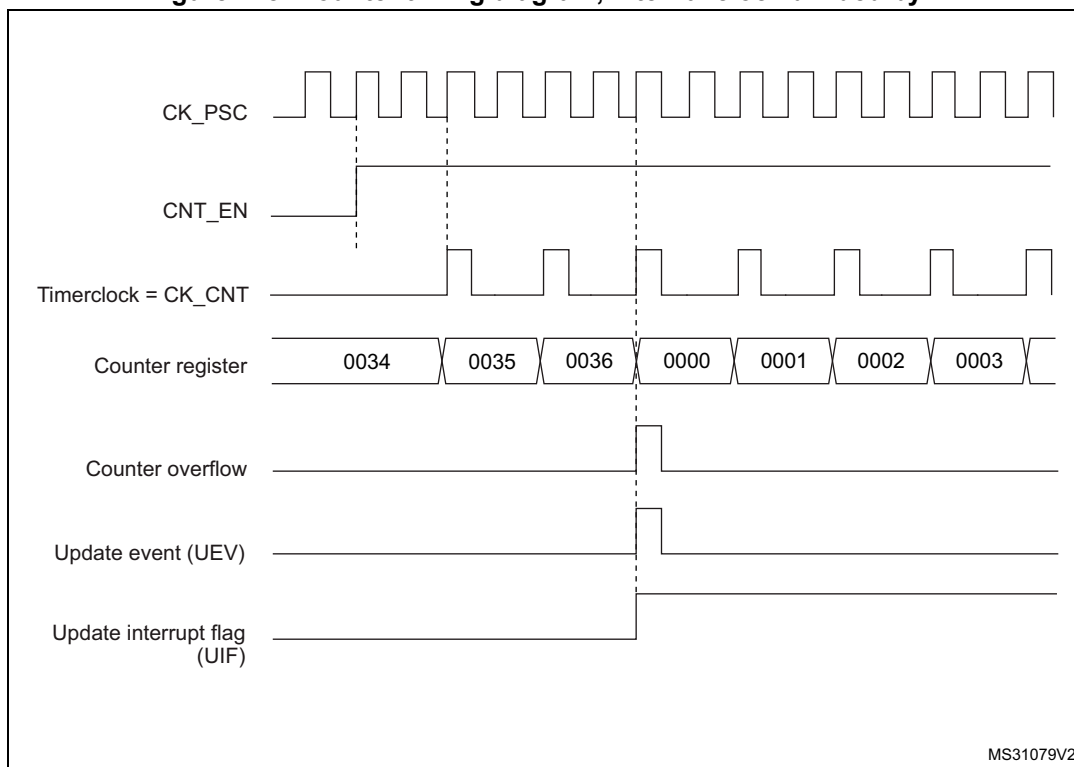 CK_PSC
CNT_EN
Timerclock = CK_CNT
Counter register
0034 0035 0036 0000 0001 0002 0003
Counter overflow
Update event (UEV)
Update interrupt flag
(UIF)
MS31079V2